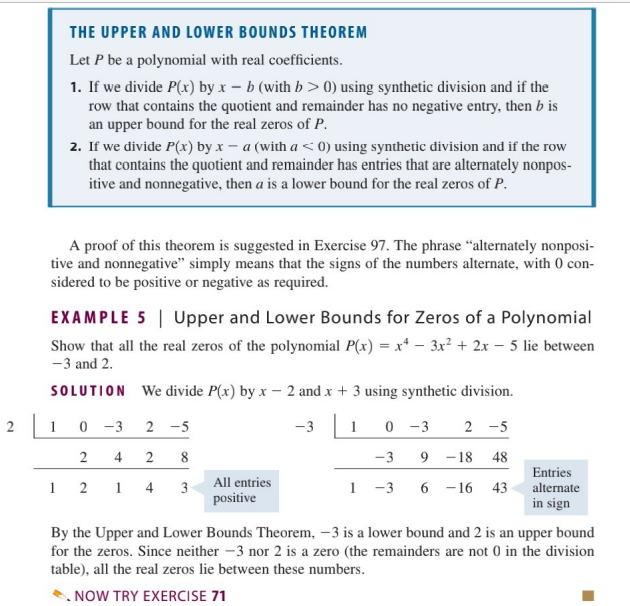 THE UPPER AND LOWER BOUNDS THEOREM
Let P be a polynomial with real coefficients.
1. If we divide P(x) by x − b (with b > 0) using synthetic division and if the
row that contains the quotient and remainder has no negative entry, then b is
an upper bound for the real zeros of P.
2. If we divide P(x) by x − a (with a < 0) using synthetic division and if the row
that contains the quotient and remainder has entries that are alternately nonpos-
itive and nonnegative, then a is a lower bound for the real zeros of P.
A proof of this theorem is suggested in Exercise 97. The phrase “alternately nonposi-
tive and nonnegative” simply means that the signs of the numbers alternate, with 0 con-
sidered to be positive or negative as required.
EXAMPLE 5 | Upper and Lower Bounds for Zeros of a Polynomial
Show that all the real zeros of the polynomial P(x) = x⁴ − 3x² + 2x − 5 lie between
−3 and 2.
SOLUTION We divide P(x) by x − 2 and x + 3 using synthetic division.
2 1 0 −3 2 −5
2 4 2 8
1 2 1 4 3
All entries
positive
−3 1 0 −3 2 −5
−3 9 −18 48
1 −3 6 −16 43
Entries
alternate
in sign
By the Upper and Lower Bounds Theorem, −3 is a lower bound and 2 is an upper bound
for the zeros. Since neither −3 nor 2 is a zero (the remainders are not 0 in the division
table), all the real zeros lie between these numbers.
NOW TRY EXERCISE 71